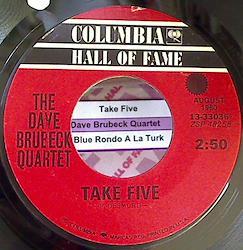 COLUMBIA
HALL OF FAME
THE
DAVE
BRUBECK
QUARTET
Take Five
Dave Brubeck Quartet
Blue Rondo A La Turk
AUGUST
1960
13-33036
2:50
TAKE FIVE